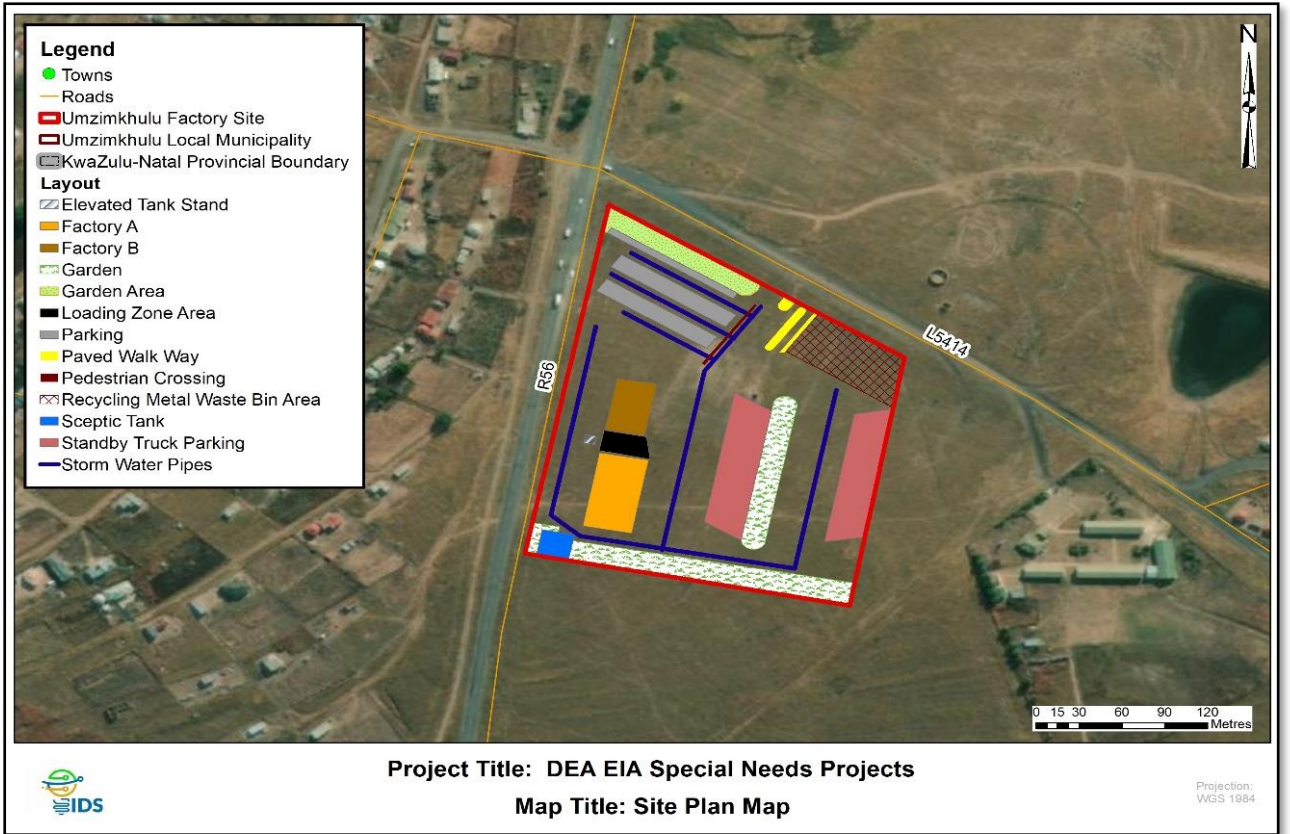 Legend
Towns
Roads
Umzimkhulu Factory Site
Umzimkhulu Local Municipality
KwaZulu-Natal Provincial Boundary
Layout
Elevated Tank Stand
Factory A
Factory B
Garden
Garden Area
Loading Zone Area
Parking
Paved Walk Way
Pedestrian Crossing
Recycling Metal Waste Bin Area
Sceptic Tank
Standby Truck Parking
Storm Water Pipes
N
L5414
R56
0 15 30 60 90 120
Metres
Project Title: DEA EIA Special Needs Projects
Map Title: Site Plan Map
IDS
Projection:
WGS 1984